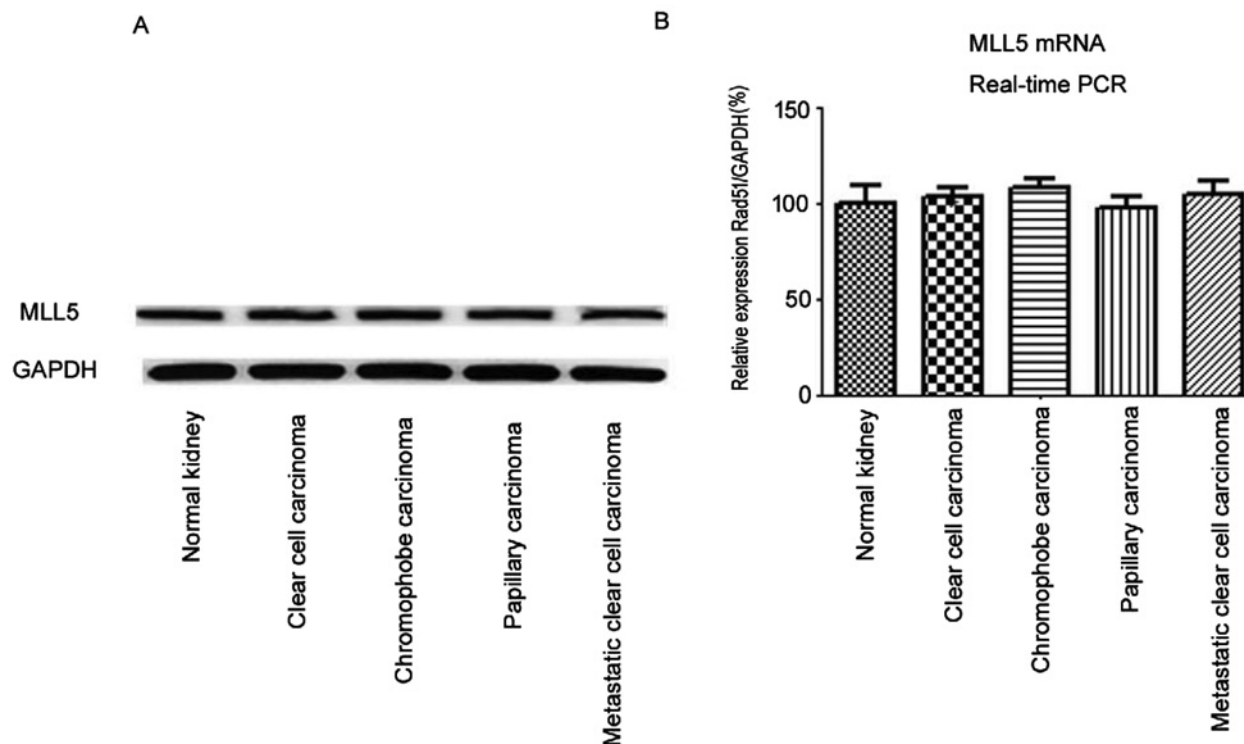 A
MLL5
GAPDH
Normal kidney
Clear cell carcinoma
Chromophobe carcinoma
Papillary carcinoma
Metastatic clear cell carcinoma
B
MLL5 mRNA
Real-time PCR
Relative expression Rad51/GAPDH(%)
150
100
50
0
Normal kidney
Clear cell carcinoma
Chromophobe carcinoma
Papillary carcinoma
Metastatic clear cell carcinoma